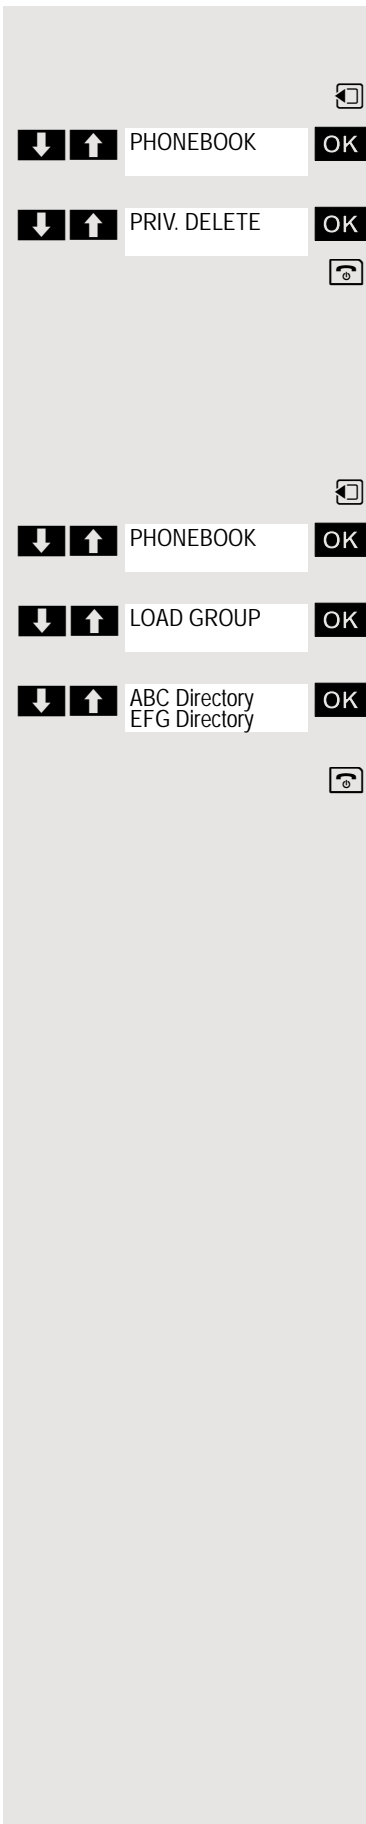 PHONEBOOK OK
PRIV. DELETE OK
PHONEBOOK OK
LOAD GROUP OK
ABC Directory OK
EFG Directory